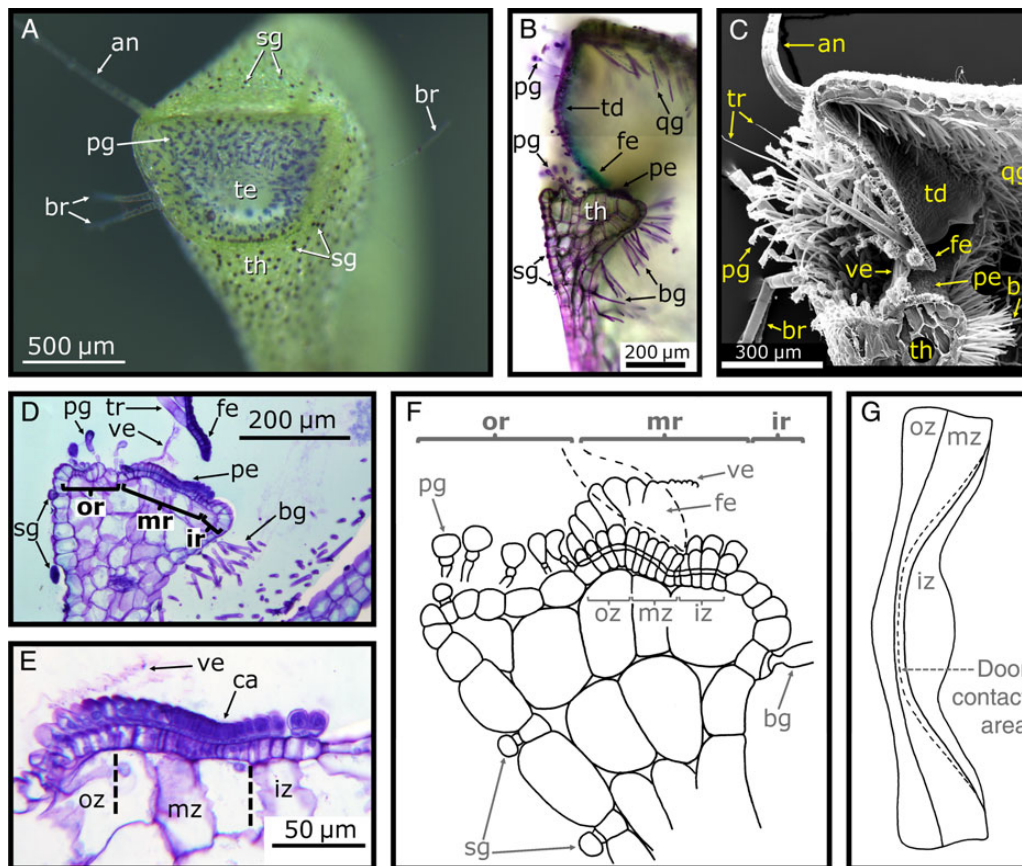 A
an
sg
br
pg
te
br
sg
th
500 µm
B
pg
td
qg
fe
pg
pe
th
sg
bg
200 µm
C
an
tr
qg
td
pg
fe
ve
pe
br
th
300 µm
D
pg
tr
ve
fe
200 µm
pe
or
mr
ir
sg
bg
E
ve
ca
oz
mz
iz
50 µm
F
or mr ir
ve
pg
fe
oz mz iz
bg
sg
G
oz
mz
iz
Door
area